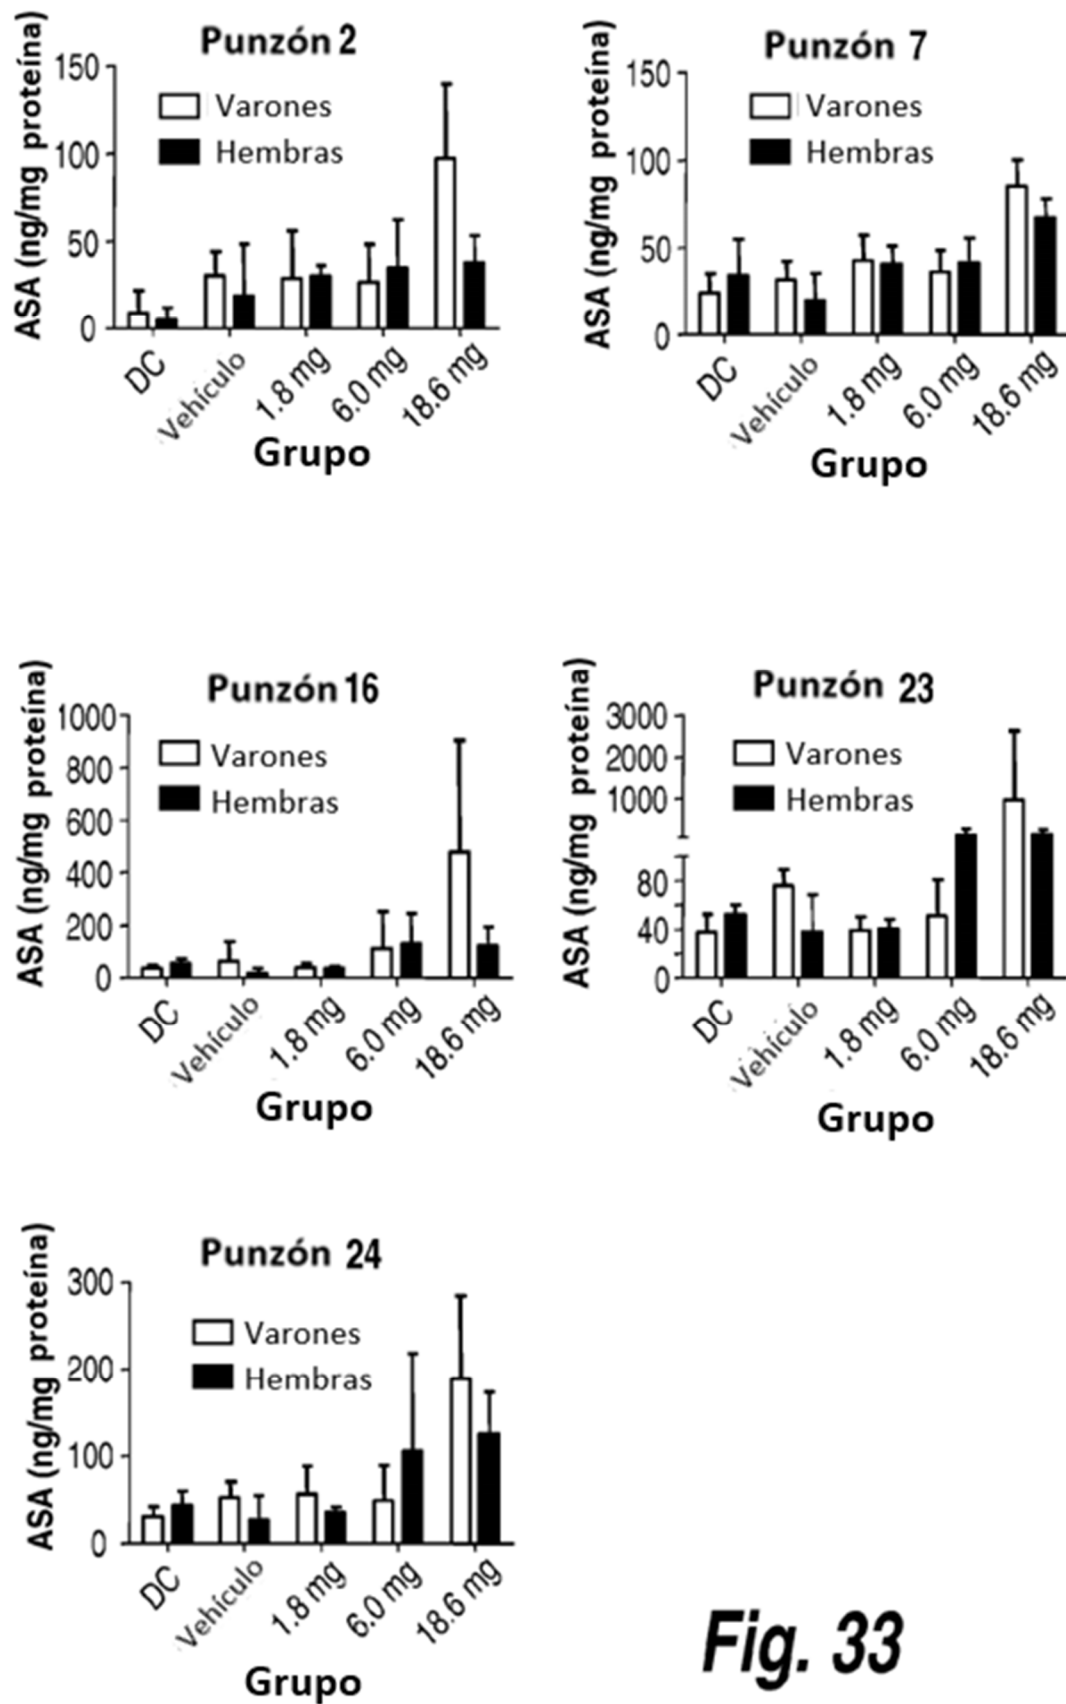 Punzón 2
ASA (ng/mg proteína)
150
100
50
0
Varones
Hembras
DC
Vehículo
1.8 mg
6.0 mg
18.6 mg
Grupo
Punzón 7
ASA (ng/mg proteína)
150
100
50
0
Varones
Hembras
DC
Vehículo
1.8 mg
6.0 mg
18.6 mg
Grupo
Punzón 16
ASA (ng/mg proteína)
1000
800
600
400
200
0
Varones
Hembras
DC
Vehículo
1.8 mg
6.0 mg
18.6 mg
Grupo
Punzón 23
ASA (ng/mg proteína)
3000
2000
1000
80
40
0
Varones
Hembras
DC
Vehículo
1.8 mg
6.0 mg
18.6 mg
Grupo
Punzón 24
ASA (ng/mg proteína)
300
200
100
0
Varones
Hembras
DC
Vehículo
1.8 mg
6.0 mg
18.6 mg
Grupo
Fig. 33